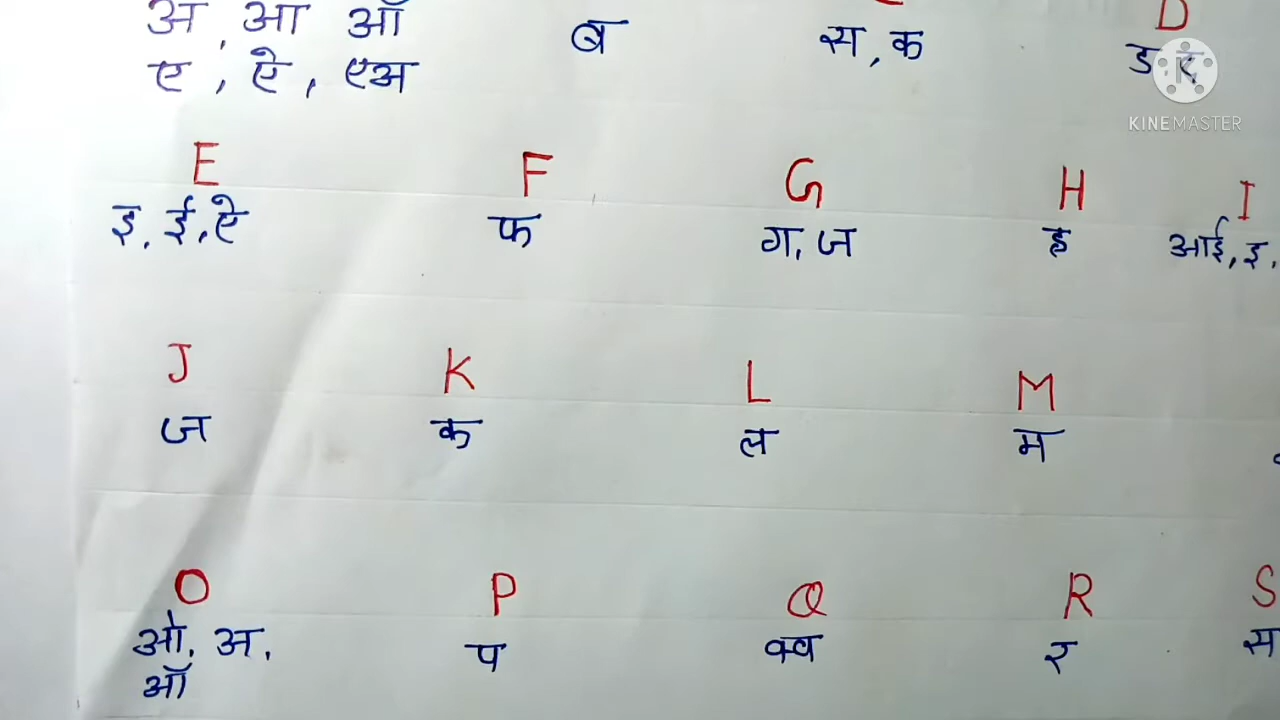 D
अ, आ ऑ ब स, क
ए, ऐ, एअ ड
KINEMASTER
E F G H I
इ, ई, ऐ फ ग, ज ह आई, इ,
J K L M
ज क ल म
O P Q R S
ओ, अ, प क्व र स
ऑ